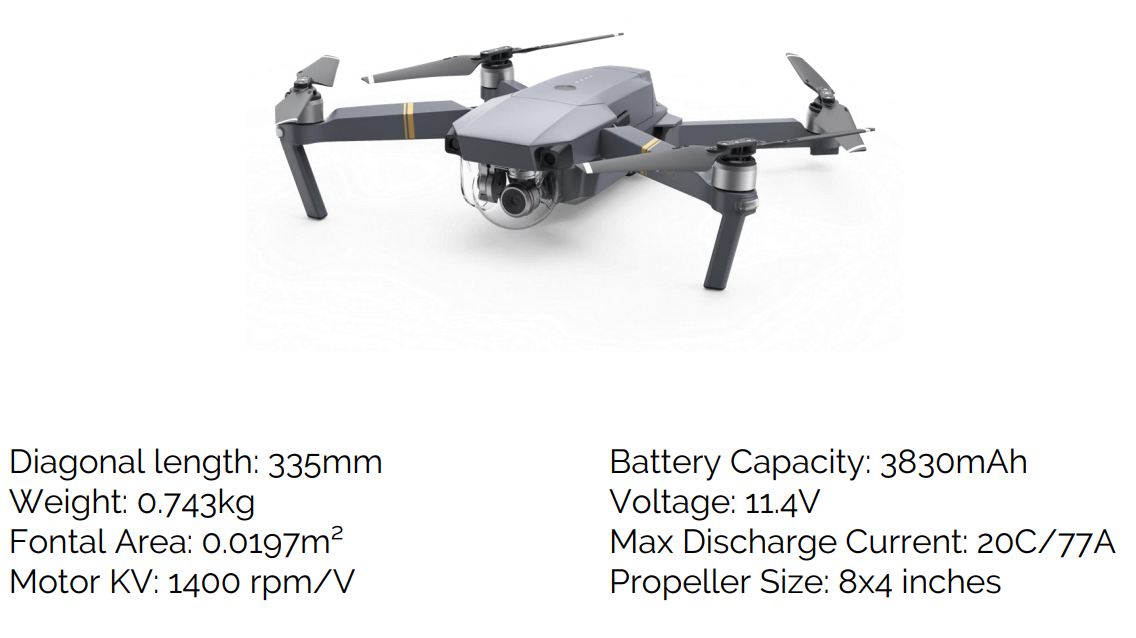 Diagonal length: 335mm
Weight: 0.743kg
Fontal Area: 0.0197m²
Motor KV: 1400 rpm/V
Battery Capacity: 3830mAh
Voltage: 11.4V
Max Discharge Current: 20C/77A
Propeller Size: 8x4 inches